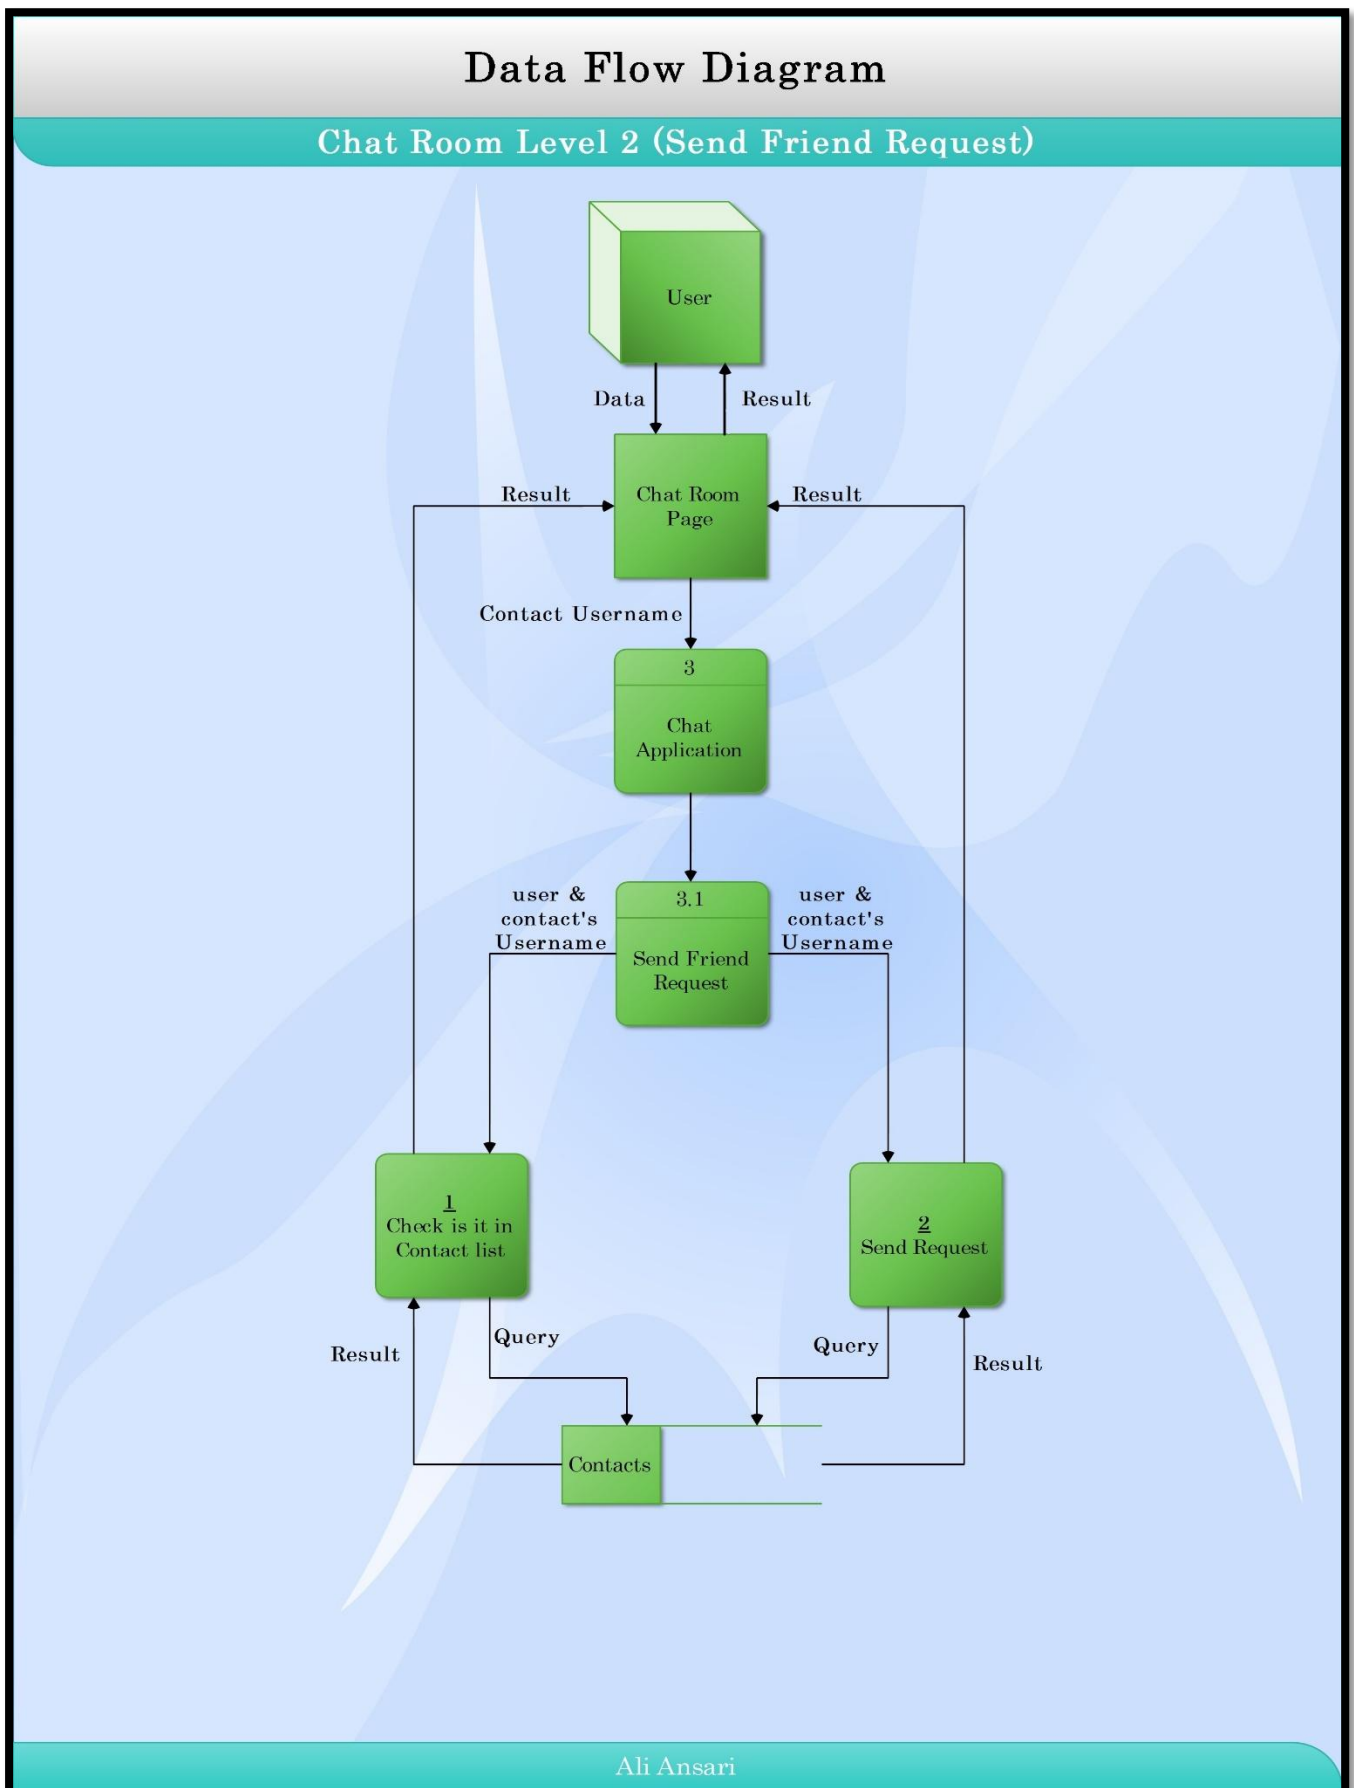 Data Flow Diagram
Chat Room Level 2 (Send Friend Request)
User
Data
Result
Result
Chat Room
Page
Result
Contact Username
3
Chat
Application
user &
contact's
Username
3.1
Send Friend
Request
user &
contact's
Username
1
Check is it in
Contact list
2
Send Request
Result
Query
Query
Result
Contacts
Ali Ansari